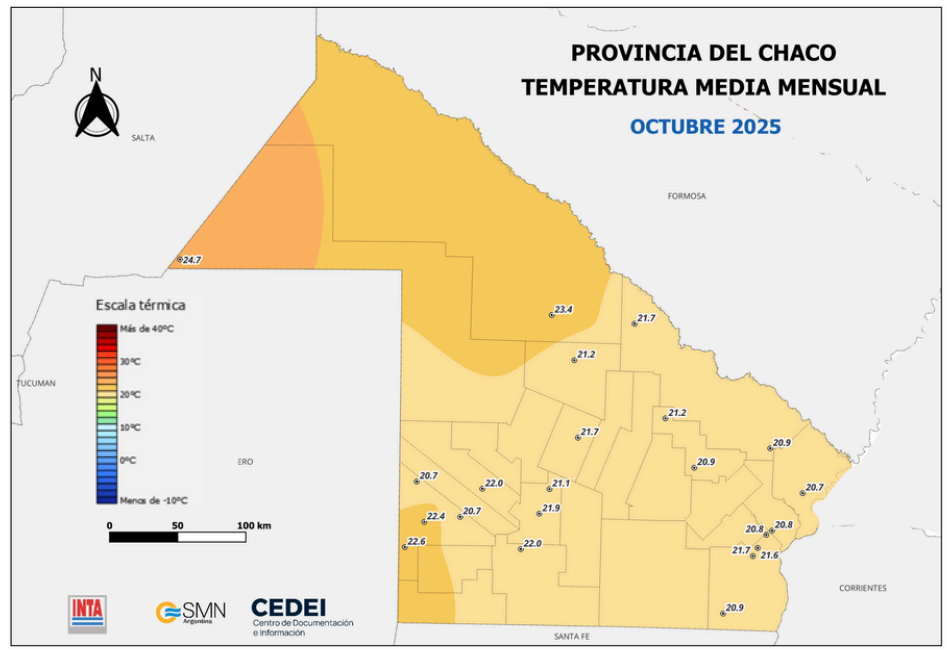 PROVINCIA DEL CHACO
TEMPERATURA MEDIA MENSUAL
OCTUBRE 2025
N
SALTA
FORMOSA
24.7
Escala térmica
Más de 40ºC
30ºC
20ºC
10ºC
0ºC
Menos de -10ºC
23.4
21.7
21.2
TUCUMAN
21.2
21.7
20.9
ERO
20.9
20.7
22.0
21.1
20.7
22.4
20.7
21.9
20.8
20.8
22.6
22.0
21.7
21.6
0 50 100 km
CORRIENTES
INTA
SMN
Argentina
CEDEI
Centro de Documentación
e Información
20.9
SANTA FE